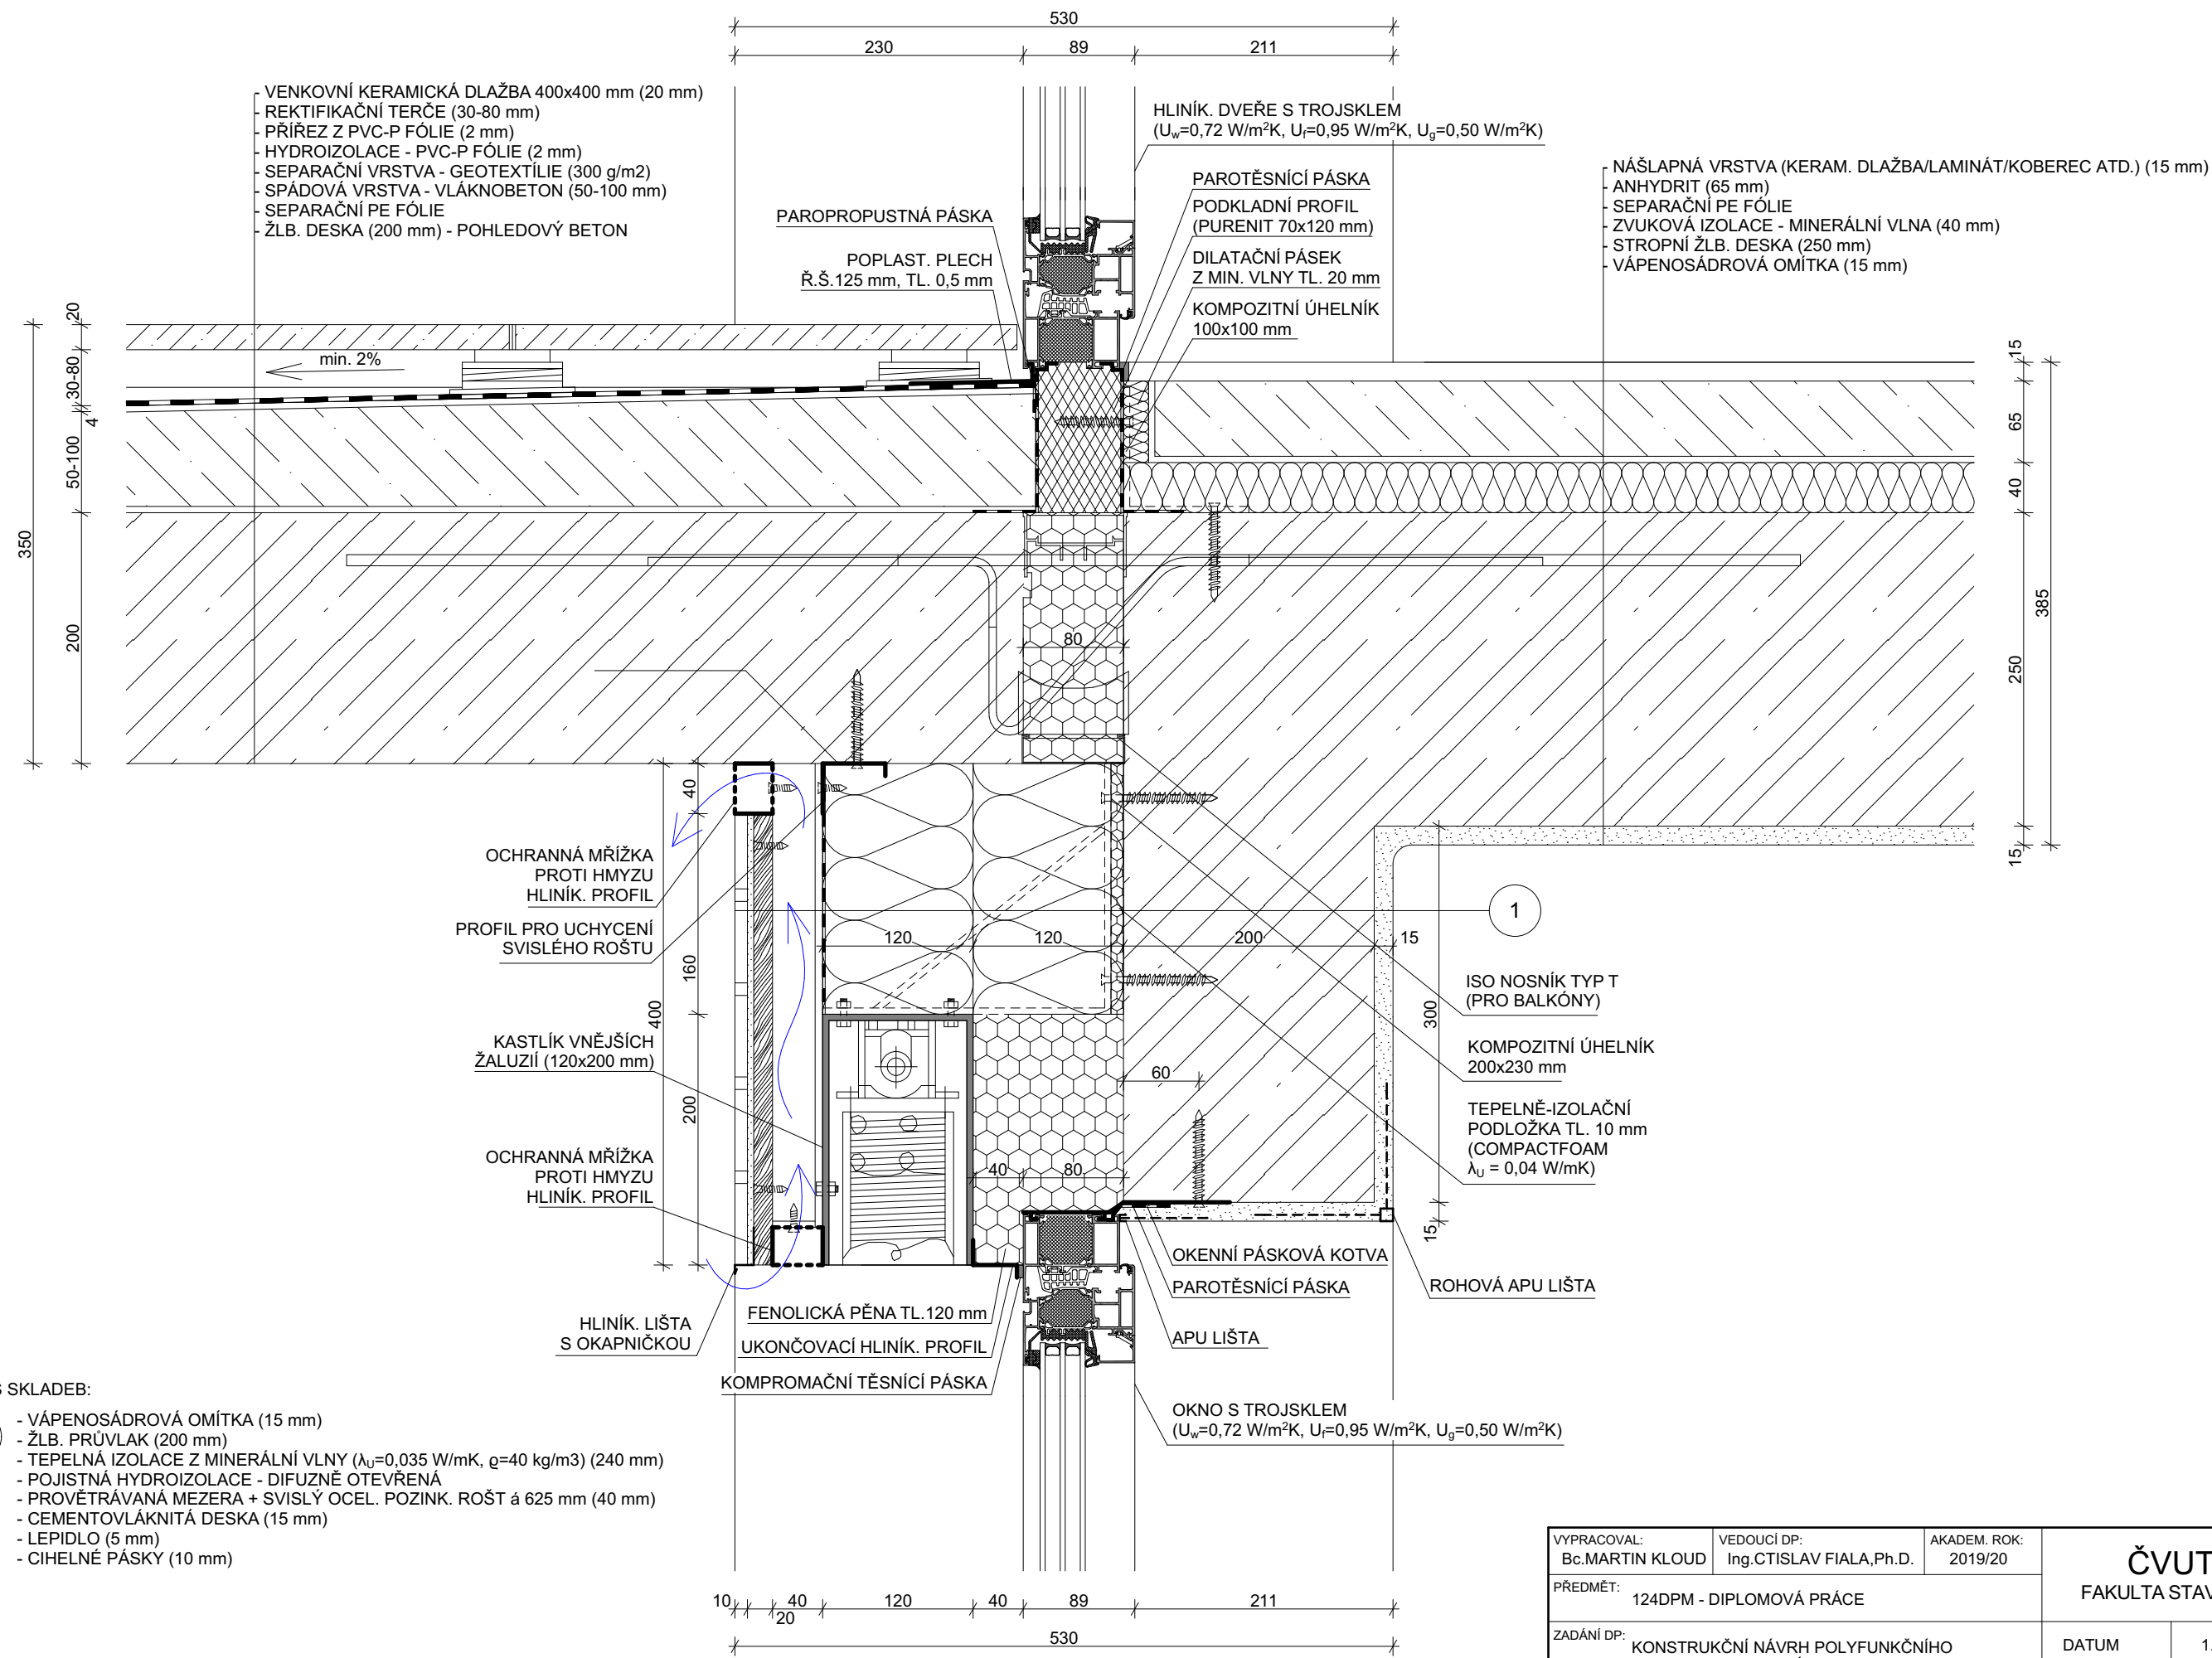 530
230
89
211
- VENKOVNÍ KERAMICKÁ DLAŽBA 400x400 mm (20 mm)
- REKTIFIKAČNÍ TERČE (30-80 mm)
- PŘÍŘEZ Z PVC-P FÓLIE (2 mm)
- HYDROIZOLACE - PVC-P FÓLIE (2 mm)
- SEPARAČNÍ VRSTVA - GEOTEXTÍLIE (300 g/m2)
- SPÁDOVÁ VRSTVA - VLÁKNOBETON (50-100 mm)
- SEPARAČNÍ PE FÓLIE
- ŽLB. DESKA (200 mm) - POHLEDOVÝ BETON
HLINÍK. DVEŘE S TROJSKLEM
(Uw=0,72 W/m²K, Uf=0,95 W/m²K, Ug=0,50 W/m²K)
- NÁŠLAPNÁ VRSTVA (KERAM. DLAŽBA/LAMINÁT/KOBEREC ATD.) (15 mm)
- ANHYDRIT (65 mm)
- SEPARAČNÍ PE FÓLIE
- ZVUKOVÁ IZOLACE - MINERÁLNÍ VLNA (40 mm)
- STROPNÍ ŽLB. DESKA (250 mm)
- VÁPENOSÁDROVÁ OMÍTKA (15 mm)
PAROPROPUSTNÁ PÁSKA
POPLAST. PLECH
Ř.Š.125 mm, TL. 0,5 mm
PAROTĚSNÍCÍ PÁSKA
PODKLADNÍ PROFIL
(PURENIT 70x120 mm)
DILATAČNÍ PÁSEK
Z MIN. VLNY TL. 20 mm
KOMPOZITNÍ ÚHELNÍK
100x100 mm
min. 2%
20
30-80
4
50-100
200
350
15
65
40
250
15
385
80
40
160
200
400
120
120
200
15
300
15
60
40
80
1
OCHRANNÁ MŘÍŽKA
PROTI HMYZU
HLINÍK. PROFIL
PROFIL PRO UCHYCENÍ
SVISLÉHO ROŠTU
KASTLÍK VNĚJŠÍCH
ŽALUZIÍ (120x200 mm)
OCHRANNÁ MŘÍŽKA
PROTI HMYZU
HLINÍK. PROFIL
HLINÍK. LIŠTA
S OKAPNIČKOU
FENOLICKÁ PĚNA TL.120 mm
UKONČOVACÍ HLINÍK. PROFIL
KOMPROMAČNÍ TĚSNÍCÍ PÁSKA
ISO NOSNÍK TYP T
(PRO BALKÓNY)
KOMPOZITNÍ ÚHELNÍK
200x230 mm
TEPELNĚ-IZOLAČNÍ
PODLOŽKA TL. 10 mm
(COMPACTFOAM
λU = 0,04 W/mK)
OKENNÍ PÁSKOVÁ KOTVA
PAROTĚSNÍCÍ PÁSKA
APU LIŠTA
ROHOVÁ APU LIŠTA
OKNO S TROJSKLEM
(Uw=0,72 W/m²K, Uf=0,95 W/m²K, Ug=0,50 W/m²K)
SKLADEB:
- VÁPENOSÁDROVÁ OMÍTKA (15 mm)
- ŽLB. PRŮVLAK (200 mm)
- TEPELNÁ IZOLACE Z MINERÁLNÍ VLNY (λU=0,035 W/mK, ϱ=40 kg/m3) (240 mm)
- POJISTNÁ HYDROIZOLACE - DIFUZNĚ OTEVŘENÁ
- PROVĚTRÁVANÁ MEZERA + SVISLÝ OCEL. POZINK. ROŠT á 625 mm (40 mm)
- CEMENTOVLÁKNITÁ DESKA (15 mm)
- LEPIDLO (5 mm)
- CIHELNÉ PÁSKY (10 mm)
10
20
40
120
40
89
211
530
VYPRACOVAL:
Bc.MARTIN KLOUD
VEDOUCÍ DP:
Ing.CTISLAV FIALA,Ph.D.
AKADEM. ROK:
2019/20
ČVUT
FAKULTA STAV
PŘEDMĚT:
124DPM - DIPLOMOVÁ PRÁCE
ZADÁNÍ DP:
KONSTRUKČNÍ NÁVRH POLYFUNKČNÍHO
DATUM
1.